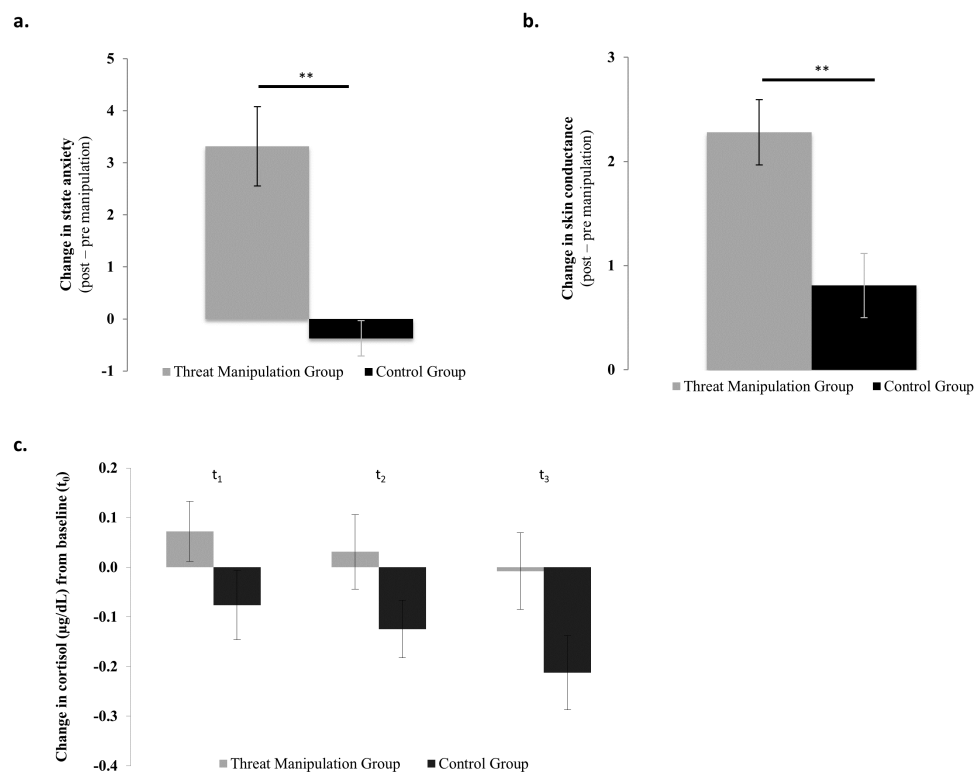 a.
Change in state anxiety
(post – pre manipulation)
5
4
3
2
1
0
-1
**
Threat Manipulation Group
Control Group
b.
Change in skin conductance
(post – pre manipulation)
3
2
1
0
**
Threat Manipulation Group
Control Group
c.
Change in cortisol (µg/dL) from baseline (t₀)
0.2
0.1
0.0
-0.1
-0.2
-0.3
-0.4
t₁
t₂
t₃
Threat Manipulation Group
Control Group